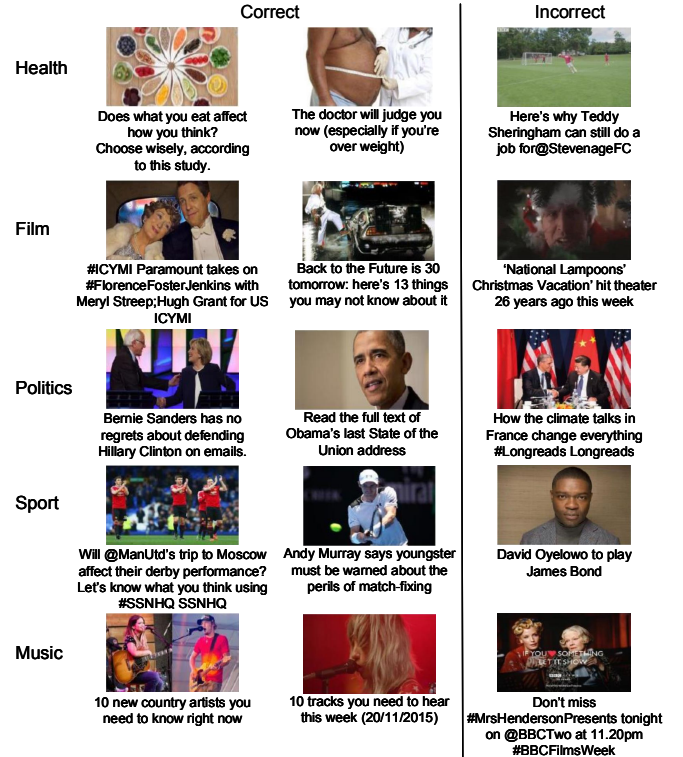 Correct
Incorrect
Health
Does what you eat affect
how you think?
Choose wisely, according
to this study.
The doctor will judge you
now (especially if you're
over weight)
Here's why Teddy
Sheringham can still do a
job for@StevenageFC
Film
#ICYMI Paramount takes on
#FlorenceFosterJenkins with
Meryl Streep;Hugh Grant for US
ICYMI
Back to the Future is 30
tomorrow: here's 13 things
you may not know about it
'National Lampoons'
Christmas Vacation' hit theater
26 years ago this week
Politics
Bernie Sanders has no
regrets about defending
Hillary Clinton on emails.
Read the full text of
Obama's last State of the
Union address
How the climate talks in
France change everything
#Longreads Longreads
Sport
Will @ManUtd's trip to Moscow
affect their derby performance?
Let's know what you think using
#SSNHQ SSNHQ
Andy Murray says youngster
must be warned about the
perils of match-fixing
David Oyelowo to play
James Bond
Music
10 new country artists you
need to know right now
10 tracks you need to hear
this week (20/11/2015)
IF YOU SOMETHING
LET IT SHOW
Don't miss
#MrsHendersonPresents tonight
on @BBCTwo at 11.20pm
#BBCFilmsWeek